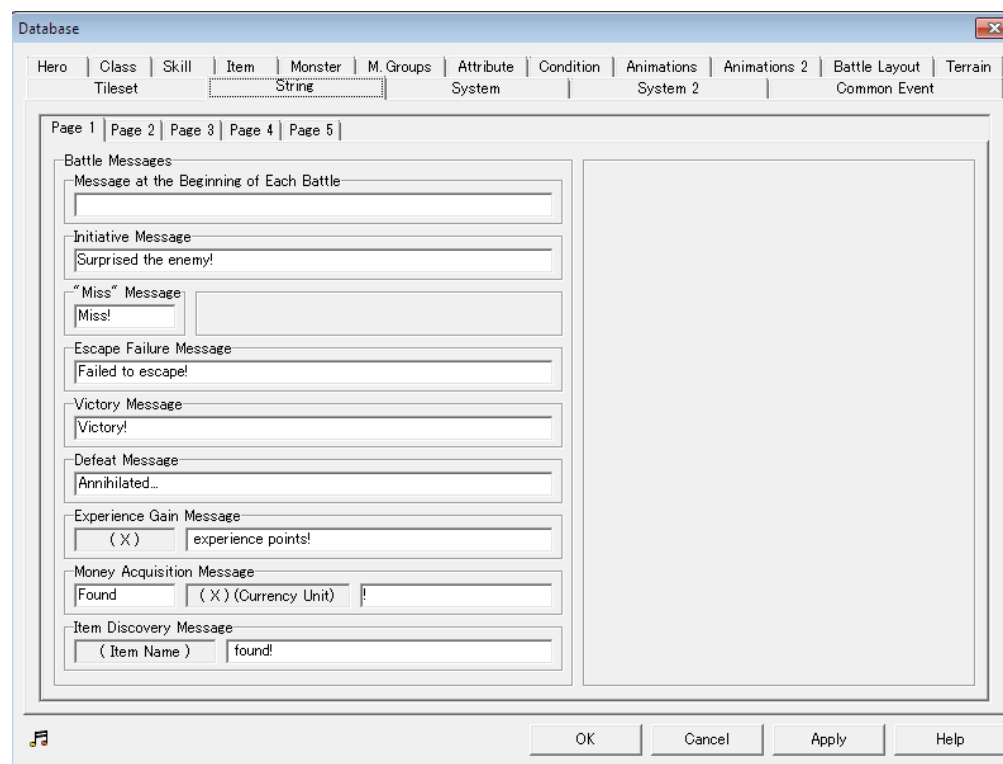 Database
Hero Class Skill Item Monster M. Groups Attribute Condition Animations Animations 2 Battle Layout Terrain
Tileset String System System 2 Common Event
Page 1 Page 2 Page 3 Page 4 Page 5
Battle Messages
Message at the Beginning of Each Battle
Initiative Message
Surprised the enemy!
"Miss" Message
Miss!
Escape Failure Message
Failed to escape!
Victory Message
Victory!
Defeat Message
Annihilated...
Experience Gain Message
( X ) experience points!
Money Acquisition Message
Found ( X ) (Currency Unit) !
Item Discovery Message
( Item Name ) found!
OK Cancel Apply Help